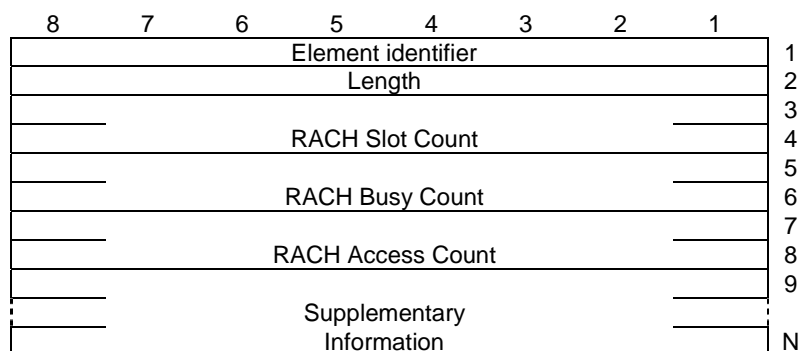 8 7 6 5 4 3 2 1
Element identifier 1
Length 2
3
RACH Slot Count 4
5
RACH Busy Count 6
7
RACH Access Count 8
9
Supplementary
Information N